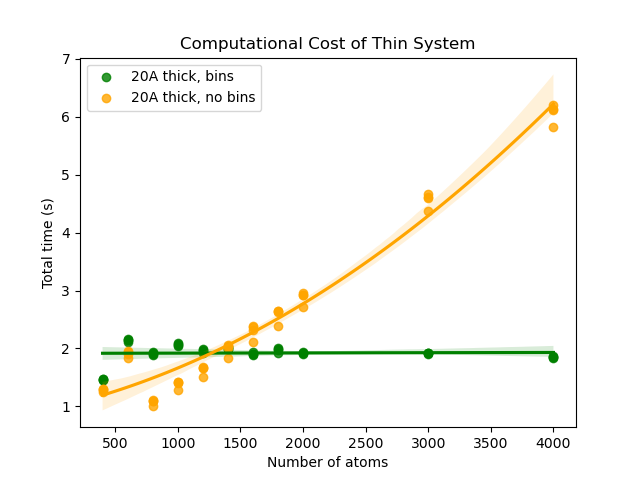 Computational Cost of Thin System
20A thick, bins
20A thick, no bins
Total time (s)
7
6
5
4
3
2
1
500 1000 1500 2000 2500 3000 3500 4000
Number of atoms